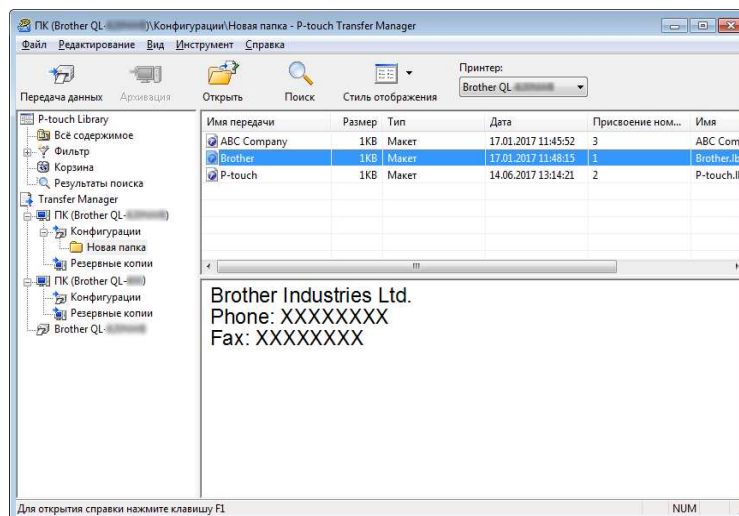 ПК (Brother QL-)\Конфигурации\Новая папка - P-touch Transfer Manager
Файл Редактирование Вид Инструмент Справка
Передача данных Архивация Открыть Поиск Стиль отображения
Принтер:
Brother QL
P-touch Library
Всё содержимое
Фильтр
Корзина
Результаты поиска
Transfer Manager
ПК (Brother QL-)
Конфигурации
Новая папка
Резервные копии
ПК (Brother QL-)
Конфигурации
Резервные копии
Brother QL-
Имя передачи Размер Тип Дата Присвоение ном... Имя
ABC Company 1KB Макет 17.01.2017 11:45:52 3 ABC Com
Brother 1KB Макет 17.01.2017 11:48:15 1 Brother.lb
P-touch 1KB Макет 14.06.2017 13:14:21 2 P-touch.l
Brother Industries Ltd.
Phone: XXXXXXXX
Fax: XXXXXXXX
Для открытия справки нажмите клавишу F1 NUM